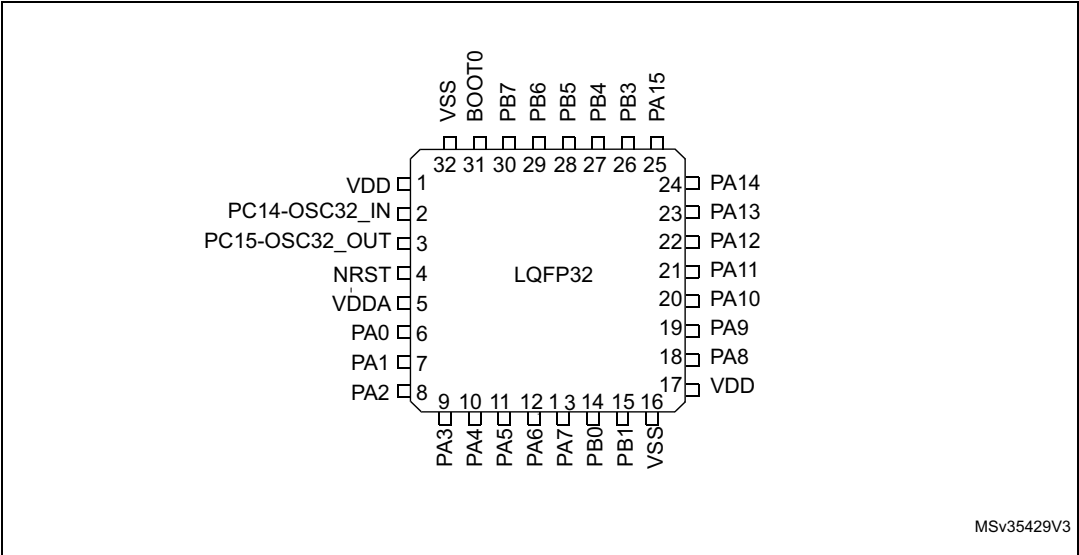 VSS
BOOT0
PB7
PB6
PB5
PB4
PB3
PA15
32 31 30 29 28 27 26 25
VDD 1
PC14-OSC32_IN 2
PC15-OSC32_OUT 3
NRST 4
VDDA 5
PA0 6
PA1 7
PA2 8
LQFP32
24 PA14
23 PA13
22 PA12
21 PA11
20 PA10
19 PA9
18 PA8
17 VDD
9 10 11 12 13 14 15 16
PA3
PA4
PA5
PA6
PA7
PB0
PB1
VSS
MSv35429V3